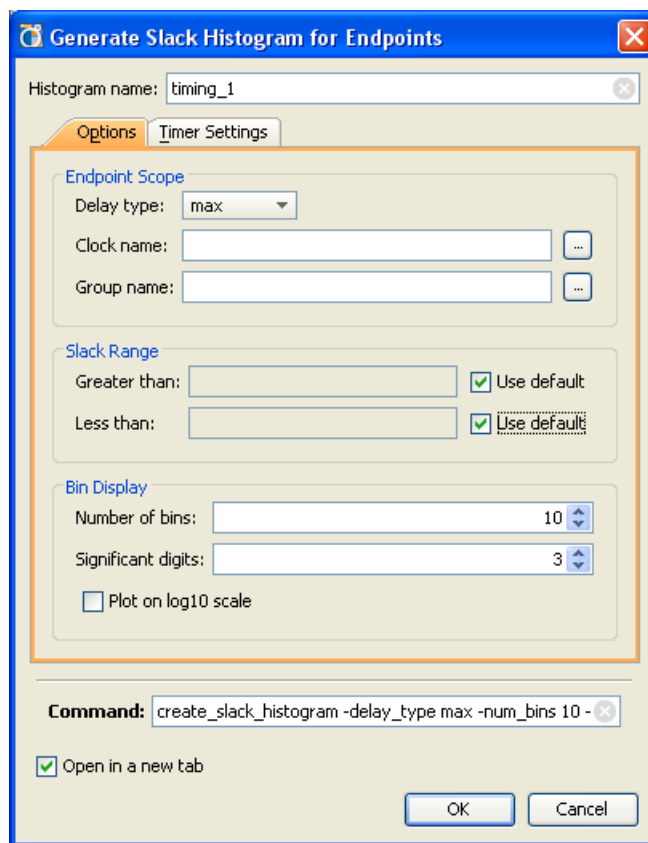 Generate Slack Histogram for Endpoints
Histogram name: timing_1
Options Timer Settings
Endpoint Scope
Delay type: max
Clock name: ...
Group name: ...
Slack Range
Greater than: Use default
Less than: Use default
Bin Display
Number of bins: 10
Significant digits: 3
Plot on log10 scale
Command: create_slack_histogram -delay_type max -num_bins 10 -
Open in a new tab
OK Cancel